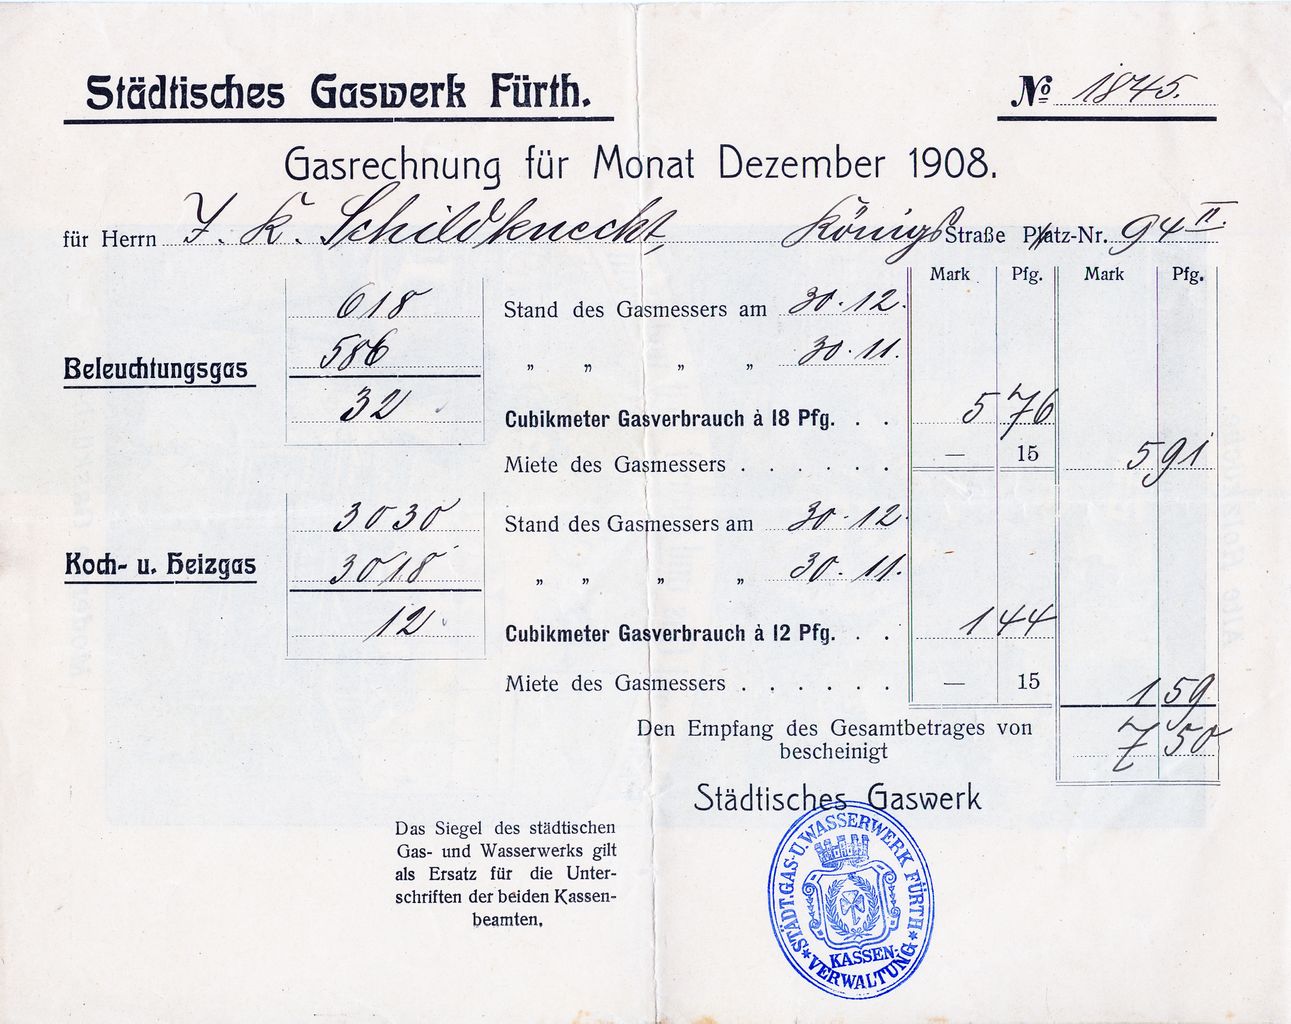 Städtisches Gaswerk Fürth.
No 1845.
Gasrechnung für Monat Dezember 1908.
für Herrn J. K. Schildknecht, Königs Straße Platz-Nr. 94 II.
Mark Pfg. Mark Pfg.
618 Stand des Gasmessers am 30.12.
Beleuchtungsgas
586 „ „ „ „ 30.11.
32 Cubikmeter Gasverbrauch à 18 Pfg. . . 5 76
Miete des Gasmessers . . . . . . — 15 5 91
3030 Stand des Gasmessers am 30.12.
Koch- u. Heizgas
3018 „ „ „ „ 30.11.
12 Cubikmeter Gasverbrauch à 12 Pfg. . . 1 44
Miete des Gasmessers . . . . . . — 15 1 59
Den Empfang des Gesamtbetrages von 7 50
bescheinigt
Städtisches Gaswerk
Das Siegel des städtischen
Gas- und Wasserwerks gilt
als Ersatz für die Unter-
schriften der beiden Kassen-
beamten.
STÄDT. GAS- U. WASSERWERK FÜRTH
KASSEN-
VERWALTUNG